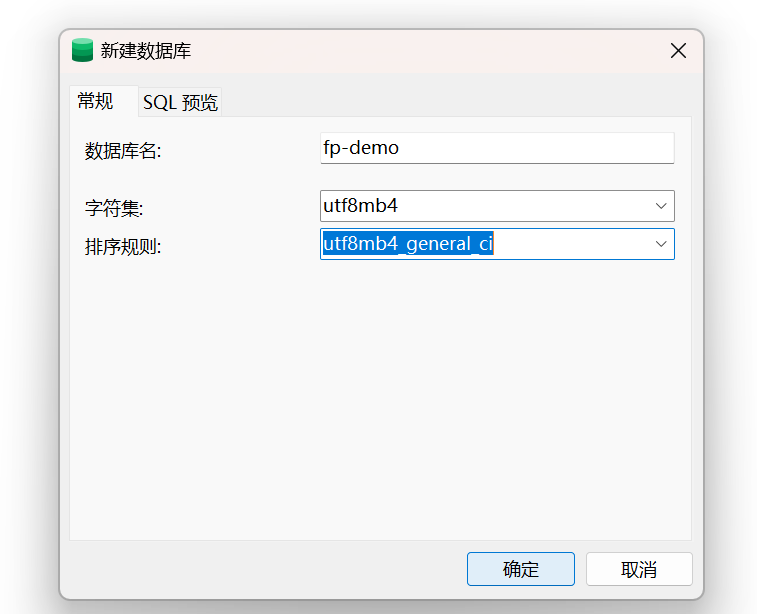 新建数据库
常规 SQL 预览
数据库名: fp-demo
字符集: utf8mb4
排序规则: utf8mb4_general_ci
确定 取消